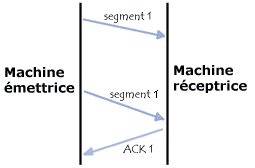 segment 1
Machine
émettrice
Machine
réceptrice
segment 1
ACK 1